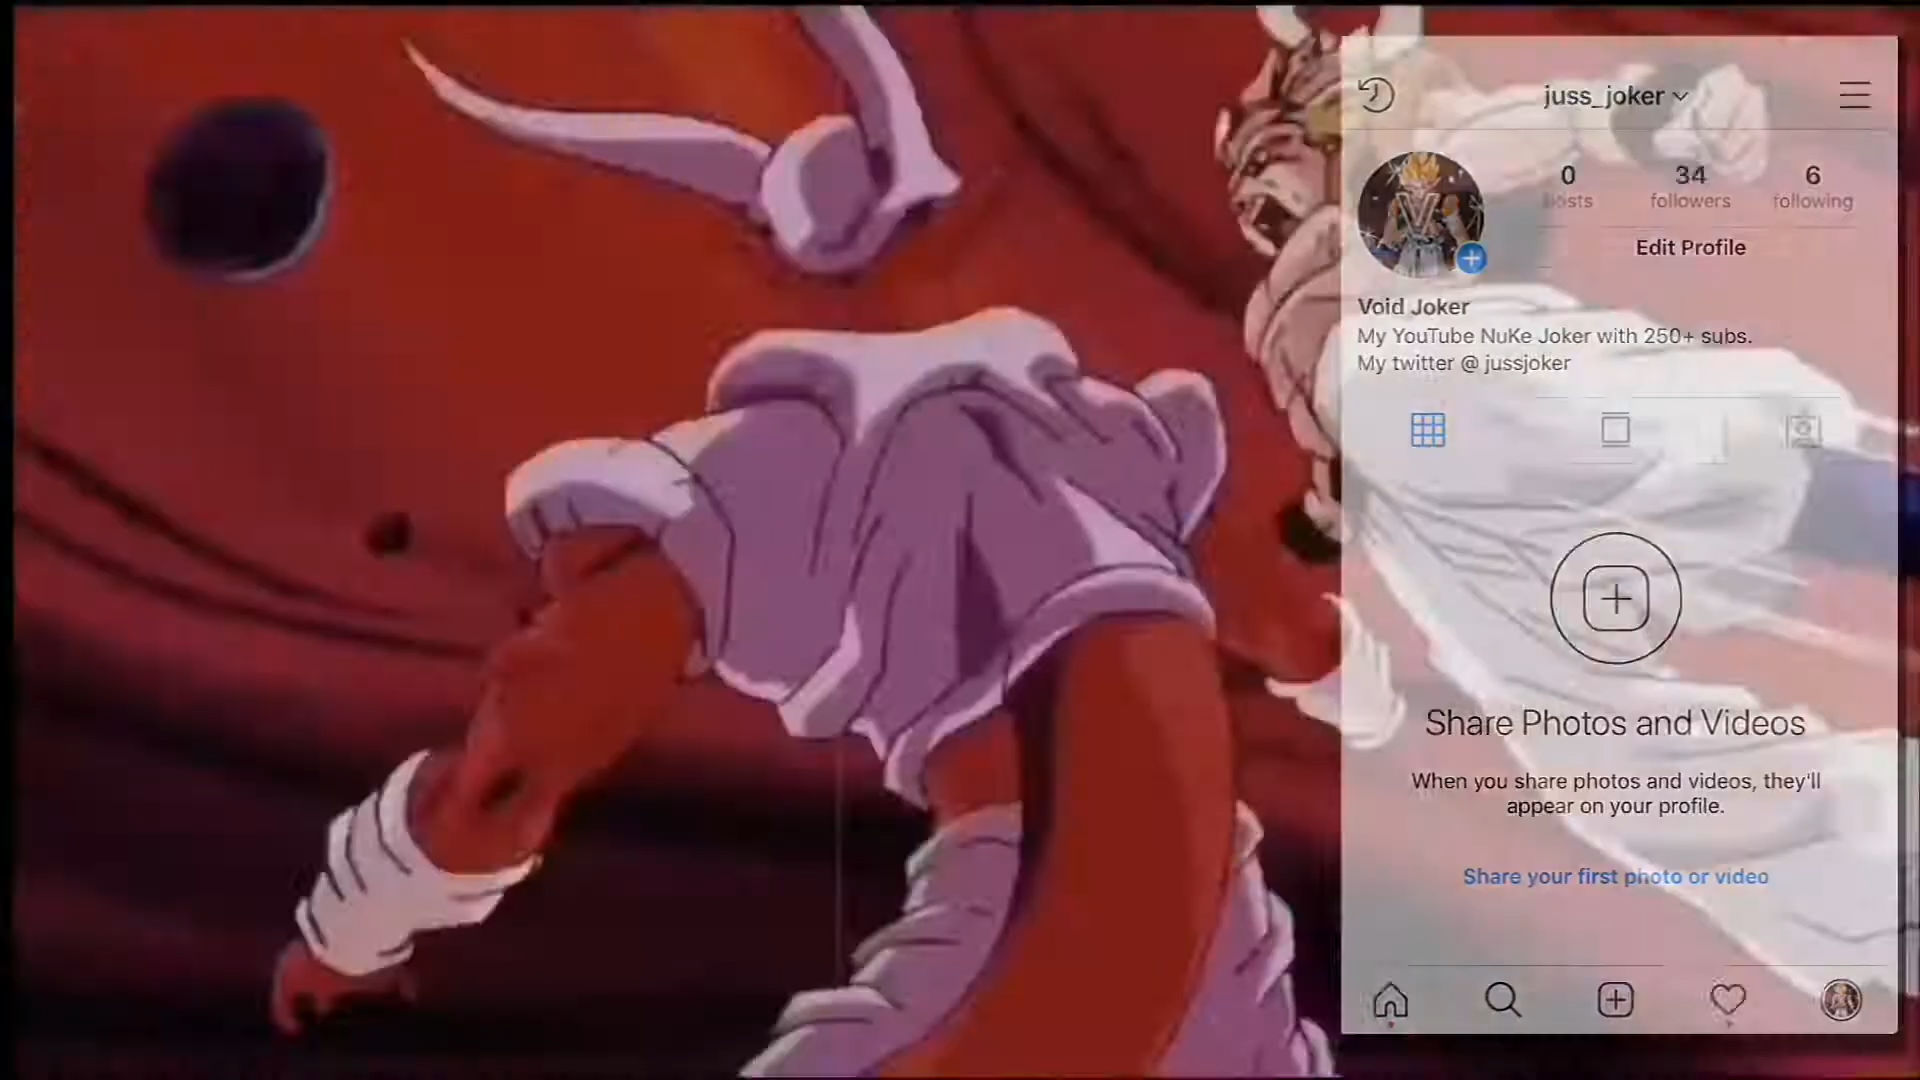 juss_joker
0 34 6
posts followers following
Edit Profile
Void Joker
My YouTube NuKe Joker with 250+ subs.
My twitter @ jussjoker
Share Photos and Videos
When you share photos and videos, they'll
appear on your profile.
Share your first photo or video